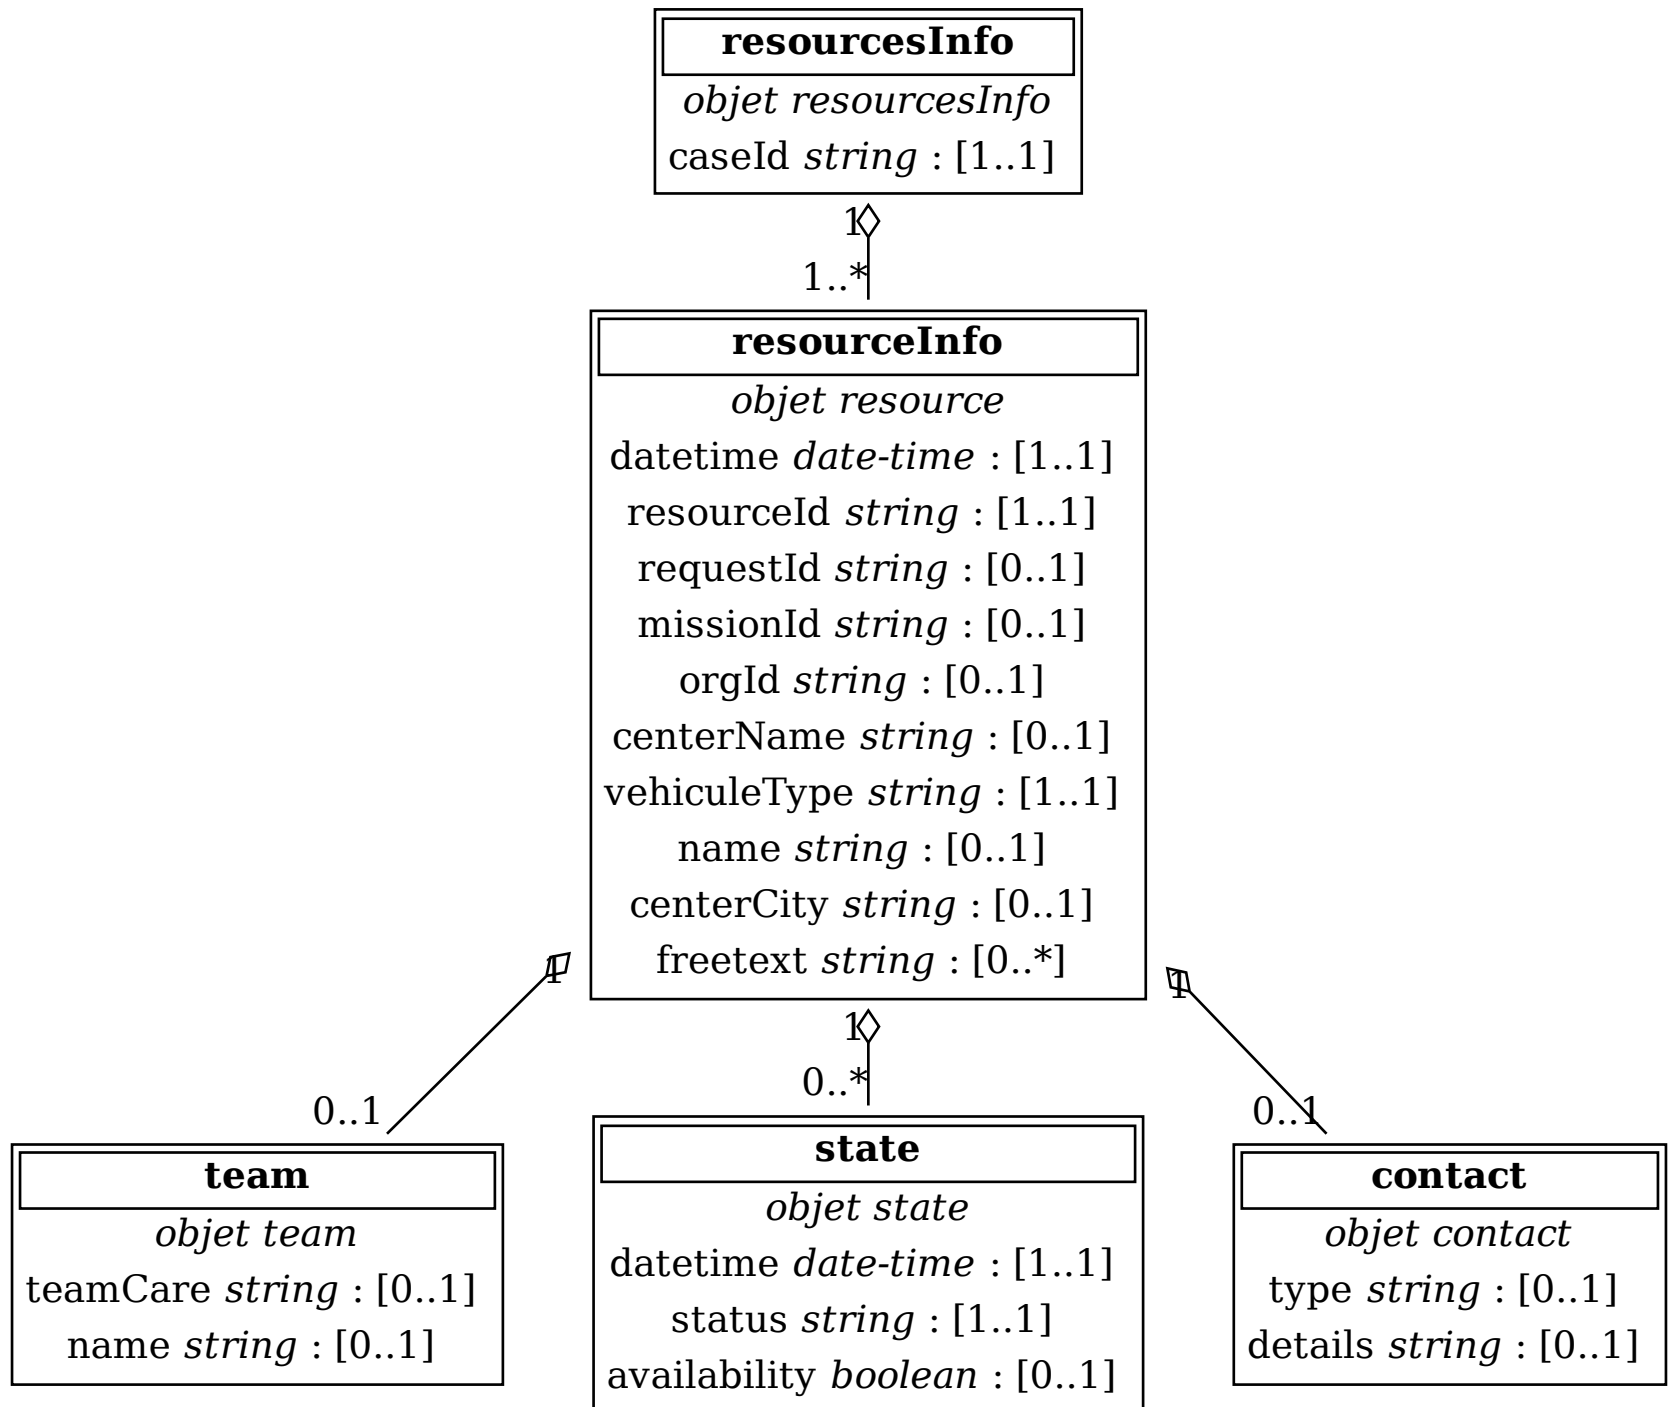 resourcesInfo
objet resourcesInfo
caseId string : [1..1]
1
1..*
resourceInfo
objet resource
datetime date-time : [1..1]
resourceId string : [1..1]
requestId string : [0..1]
missionId string : [0..1]
orgId string : [0..1]
centerName string : [0..1]
vehiculeType string : [1..1]
name string : [0..1]
centerCity string : [0..1]
freetext string : [0..*]
1
1
1
0..1
0..*
0..1
team
objet team
teamCare string : [0..1]
name string : [0..1]
state
objet state
datetime date-time : [1..1]
status string : [1..1]
availability boolean : [0..1]
contact
objet contact
type string : [0..1]
details string : [0..1]